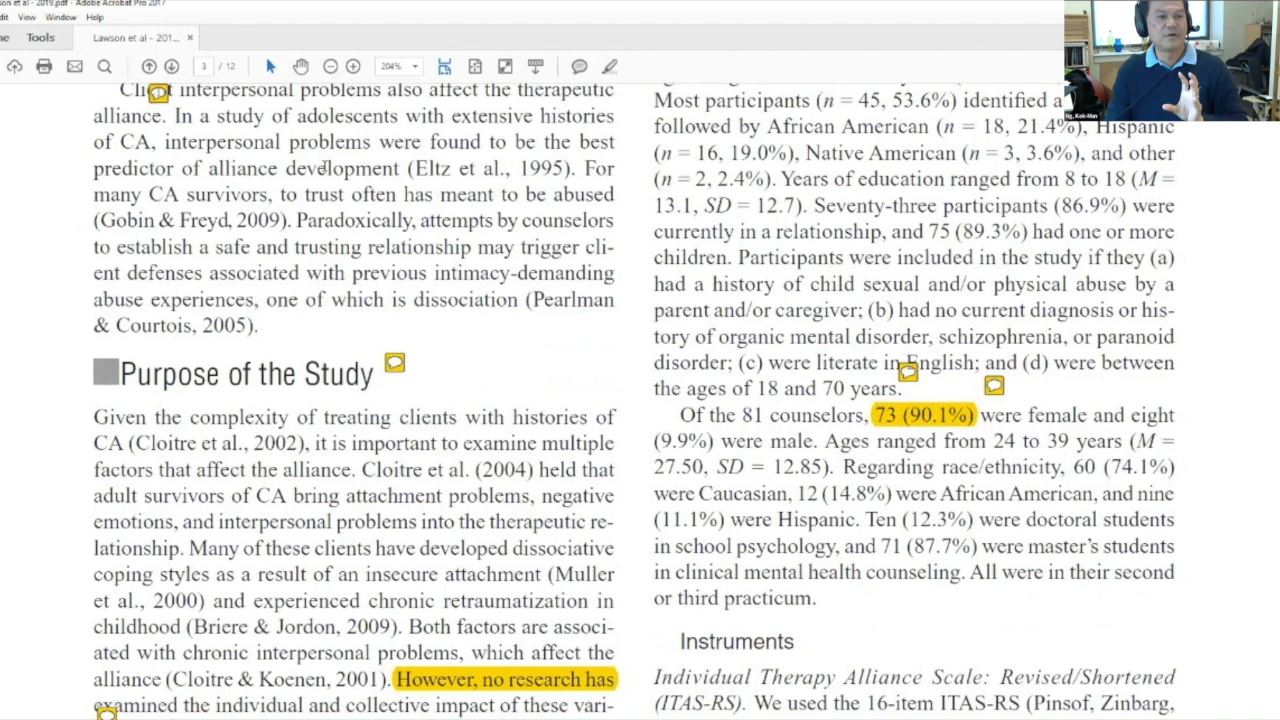 son et al - 2019.pdf - Adobe Acrobat Pro 2017
dit View Window Help
me Tools Lawson et al - 201... ×
3 / 12 204%
Client interpersonal problems also affect the therapeutic
alliance. In a study of adolescents with extensive histories
of CA, interpersonal problems were found to be the best
predictor of alliance development (Eltz et al., 1995). For
many CA survivors, to trust often has meant to be abused
(Gobin & Freyd, 2009). Paradoxically, attempts by counselors
to establish a safe and trusting relationship may trigger cli-
ent defenses associated with previous intimacy-demanding
abuse experiences, one of which is dissociation (Pearlman
& Courtois, 2005).
Purpose of the Study
Given the complexity of treating clients with histories of
CA (Cloitre et al., 2002), it is important to examine multiple
factors that affect the alliance. Cloitre et al. (2004) held that
adult survivors of CA bring attachment problems, negative
emotions, and interpersonal problems into the therapeutic re-
lationship. Many of these clients have developed dissociative
coping styles as a result of an insecure attachment (Muller
et al., 2000) and experienced chronic retraumatization in
childhood (Briere & Jordon, 2009). Both factors are associ-
ated with chronic interpersonal problems, which affect the
alliance (Cloitre & Koenen, 2001). However, no research has
examined the individual and collective impact of these vari-
Most participants (n = 45, 53.6%) identified a
followed by African American (n = 18, 21.4%), Hispanic
(n = 16, 19.0%), Native American (n = 3, 3.6%), and other
(n = 2, 2.4%). Years of education ranged from 8 to 18 (M =
13.1, SD = 12.7). Seventy-three participants (86.9%) were
currently in a relationship, and 75 (89.3%) had one or more
children. Participants were included in the study if they (a)
had a history of child sexual and/or physical abuse by a
parent and/or caregiver; (b) had no current diagnosis or his-
tory of organic mental disorder, schizophrenia, or paranoid
disorder; (c) were literate in English; and (d) were between
the ages of 18 and 70 years.
Of the 81 counselors, 73 (90.1%) were female and eight
(9.9%) were male. Ages ranged from 24 to 39 years (M =
27.50, SD = 12.85). Regarding race/ethnicity, 60 (74.1%)
were Caucasian, 12 (14.8%) were African American, and nine
(11.1%) were Hispanic. Ten (12.3%) were doctoral students
in school psychology, and 71 (87.7%) were master's students
in clinical mental health counseling. All were in their second
or third practicum.
Instruments
Individual Therapy Alliance Scale: Revised/Shortened
(ITAS-RS). We used the 16-item ITAS-RS (Pinsof, Zinbarg,
Ng, Kok-Mun